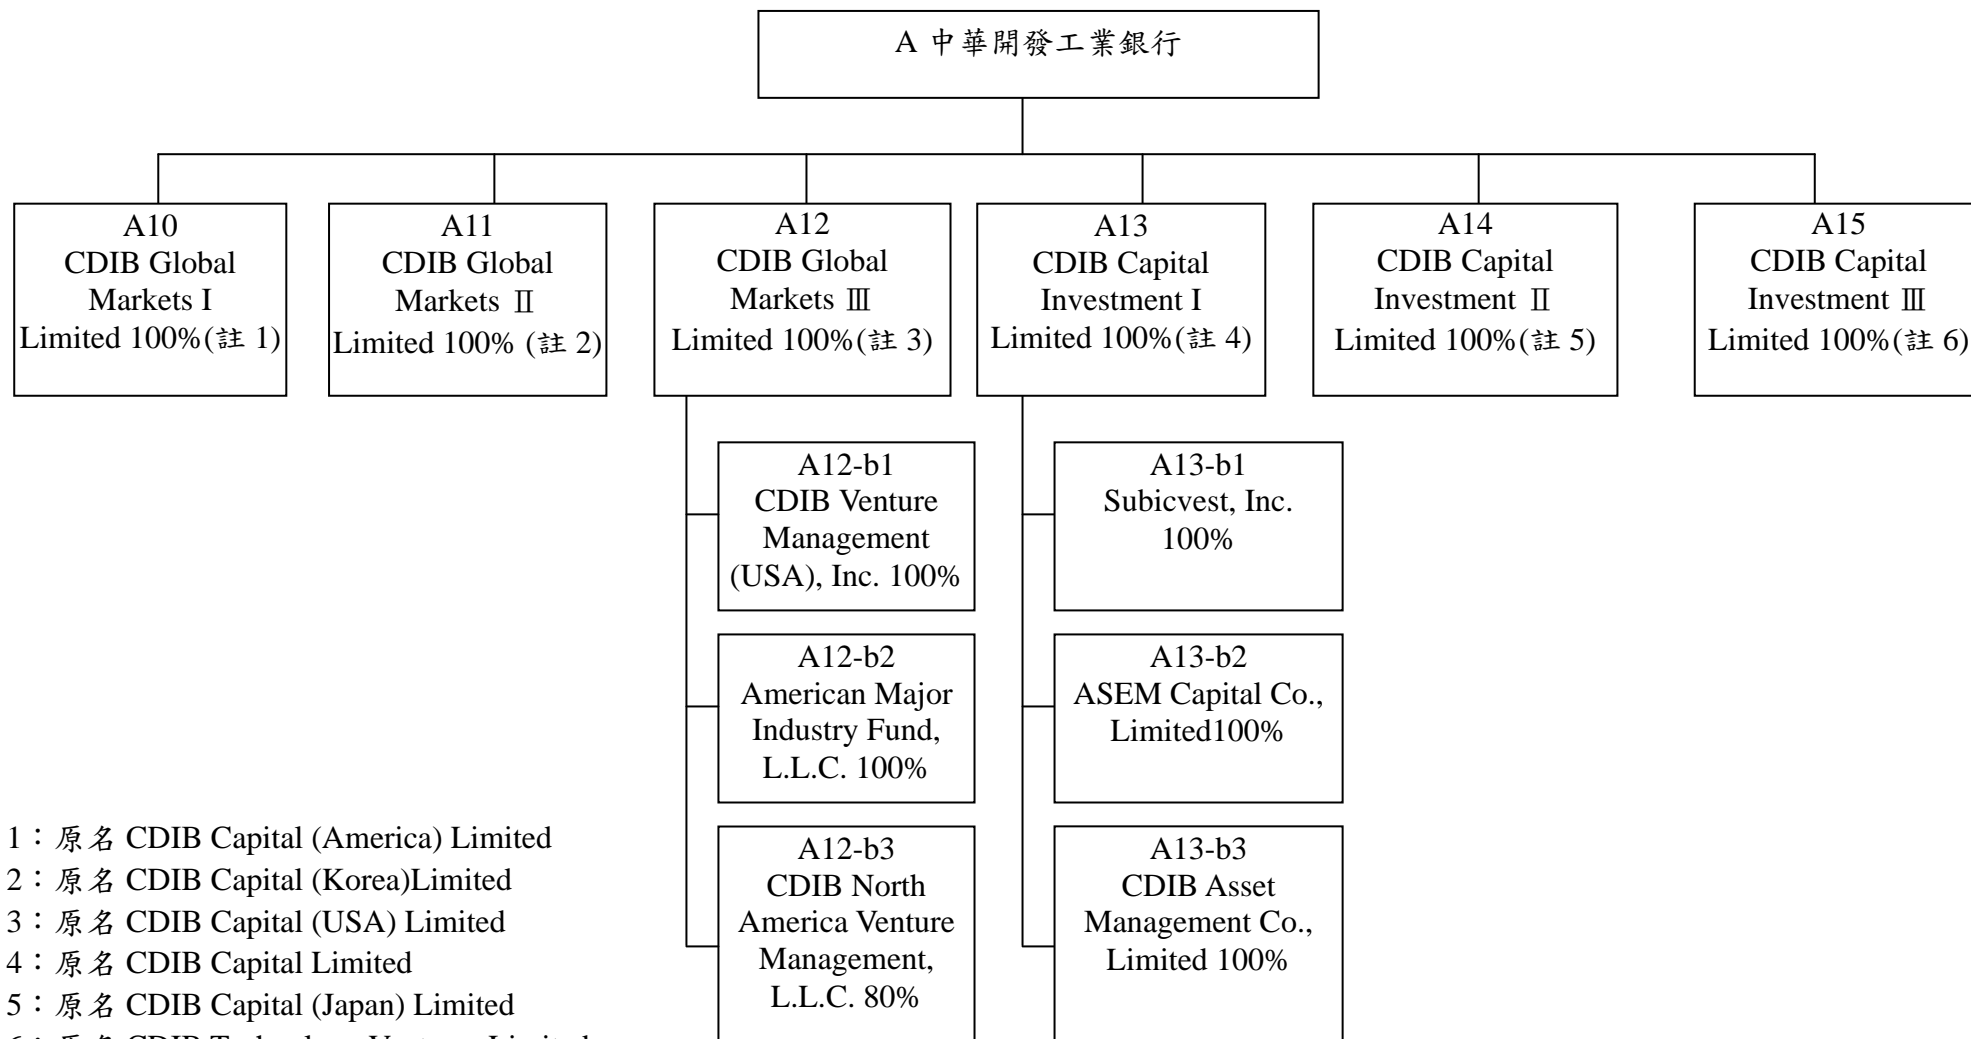 A 中華開發工業銀行
A10
CDIB Global
Markets I
Limited 100%(註 1)
A11
CDIB Global
Markets Ⅱ
Limited 100% (註 2)
A12
CDIB Global
Markets Ⅲ
Limited 100%(註 3)
A13
CDIB Capital
Investment I
Limited 100%(註 4)
A14
CDIB Capital
Investment Ⅱ
Limited 100%(註 5)
A15
CDIB Capital
Investment Ⅲ
Limited 100%(註 6)
A12-b1
CDIB Venture
Management
(USA), Inc. 100%
A13-b1
Subicvest, Inc.
100%
A12-b2
American Major
Industry Fund,
L.L.C. 100%
A13-b2
ASEM Capital Co.,
Limited100%
A12-b3
CDIB North
America Venture
Management,
L.L.C. 80%
A13-b3
CDIB Asset
Management Co.,
Limited 100%
1：原名 CDIB Capital (America) Limited
2：原名 CDIB Capital (Korea)Limited
3：原名 CDIB Capital (USA) Limited
4：原名 CDIB Capital Limited
5：原名 CDIB Capital (Japan) Limited
6：原名 CDIB Technology Ventures Limited